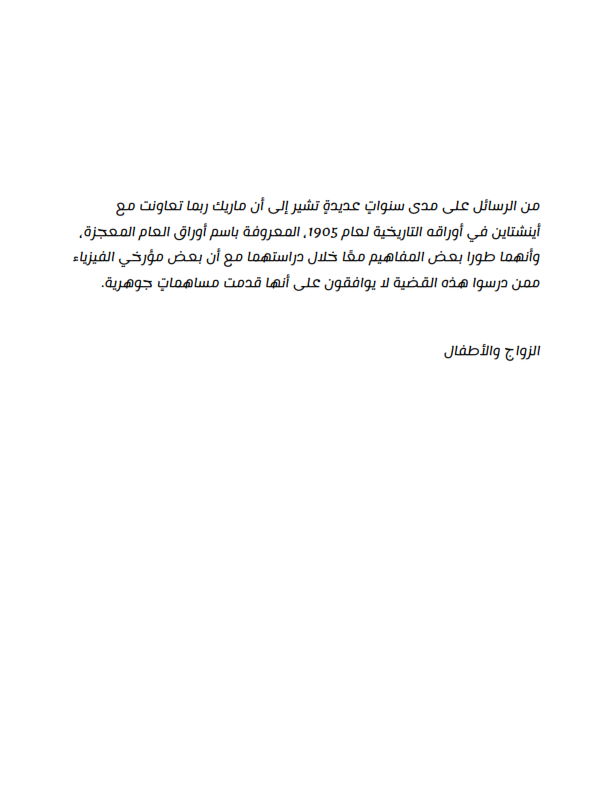 من الرسائل على مدى سنواتٍ عديدةٍ تشير إلى أن ماريك ربما تعاونت مع
أينشتاين في أوراقه التاريخية لعام 1905، المعروفة باسم أوراق العام المعجزة،
وأنهما طورا بعض المفاهيم معًا خلال دراستهما مع أن بعض مؤرخي الفيزياء
ممن درسوا هذه القضية لا يوافقون على أنها قدمت مساهماتٍ جوهرية.
الزواج والأطفال